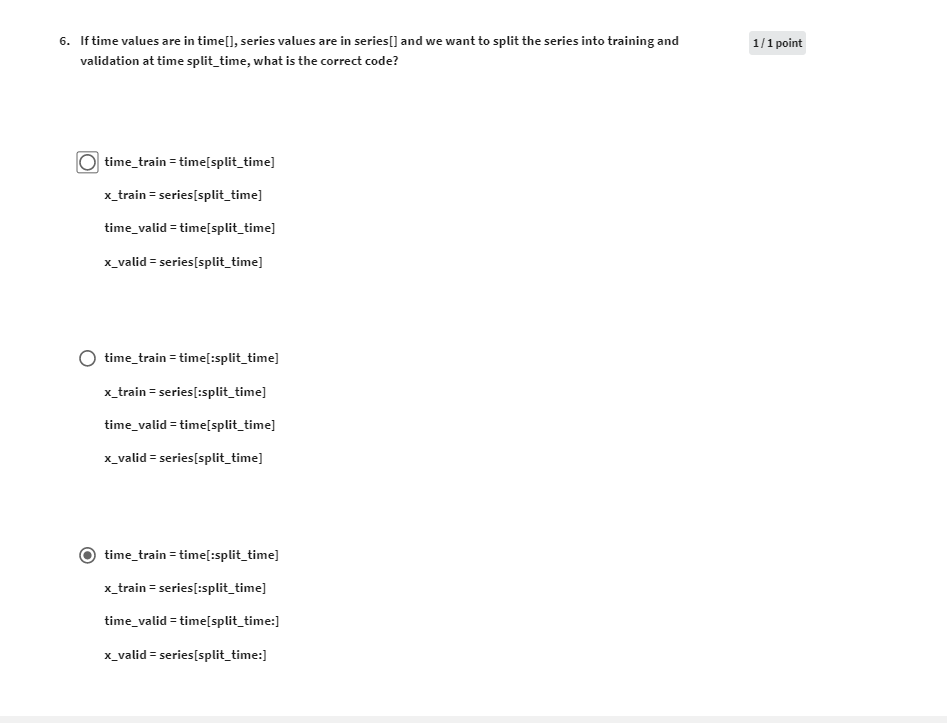 6. If time values are in time[], series values are in series[] and we want to split the series into training and
validation at time split_time, what is the correct code?
1 / 1 point
time_train = time[split_time]
x_train = series[split_time]
time_valid = time[split_time]
x_valid = series[split_time]
time_train = time[:split_time]
x_train = series[:split_time]
time_valid = time[split_time]
x_valid = series[split_time]
time_train = time[:split_time]
x_train = series[:split_time]
time_valid = time[split_time:]
x_valid = series[split_time:]